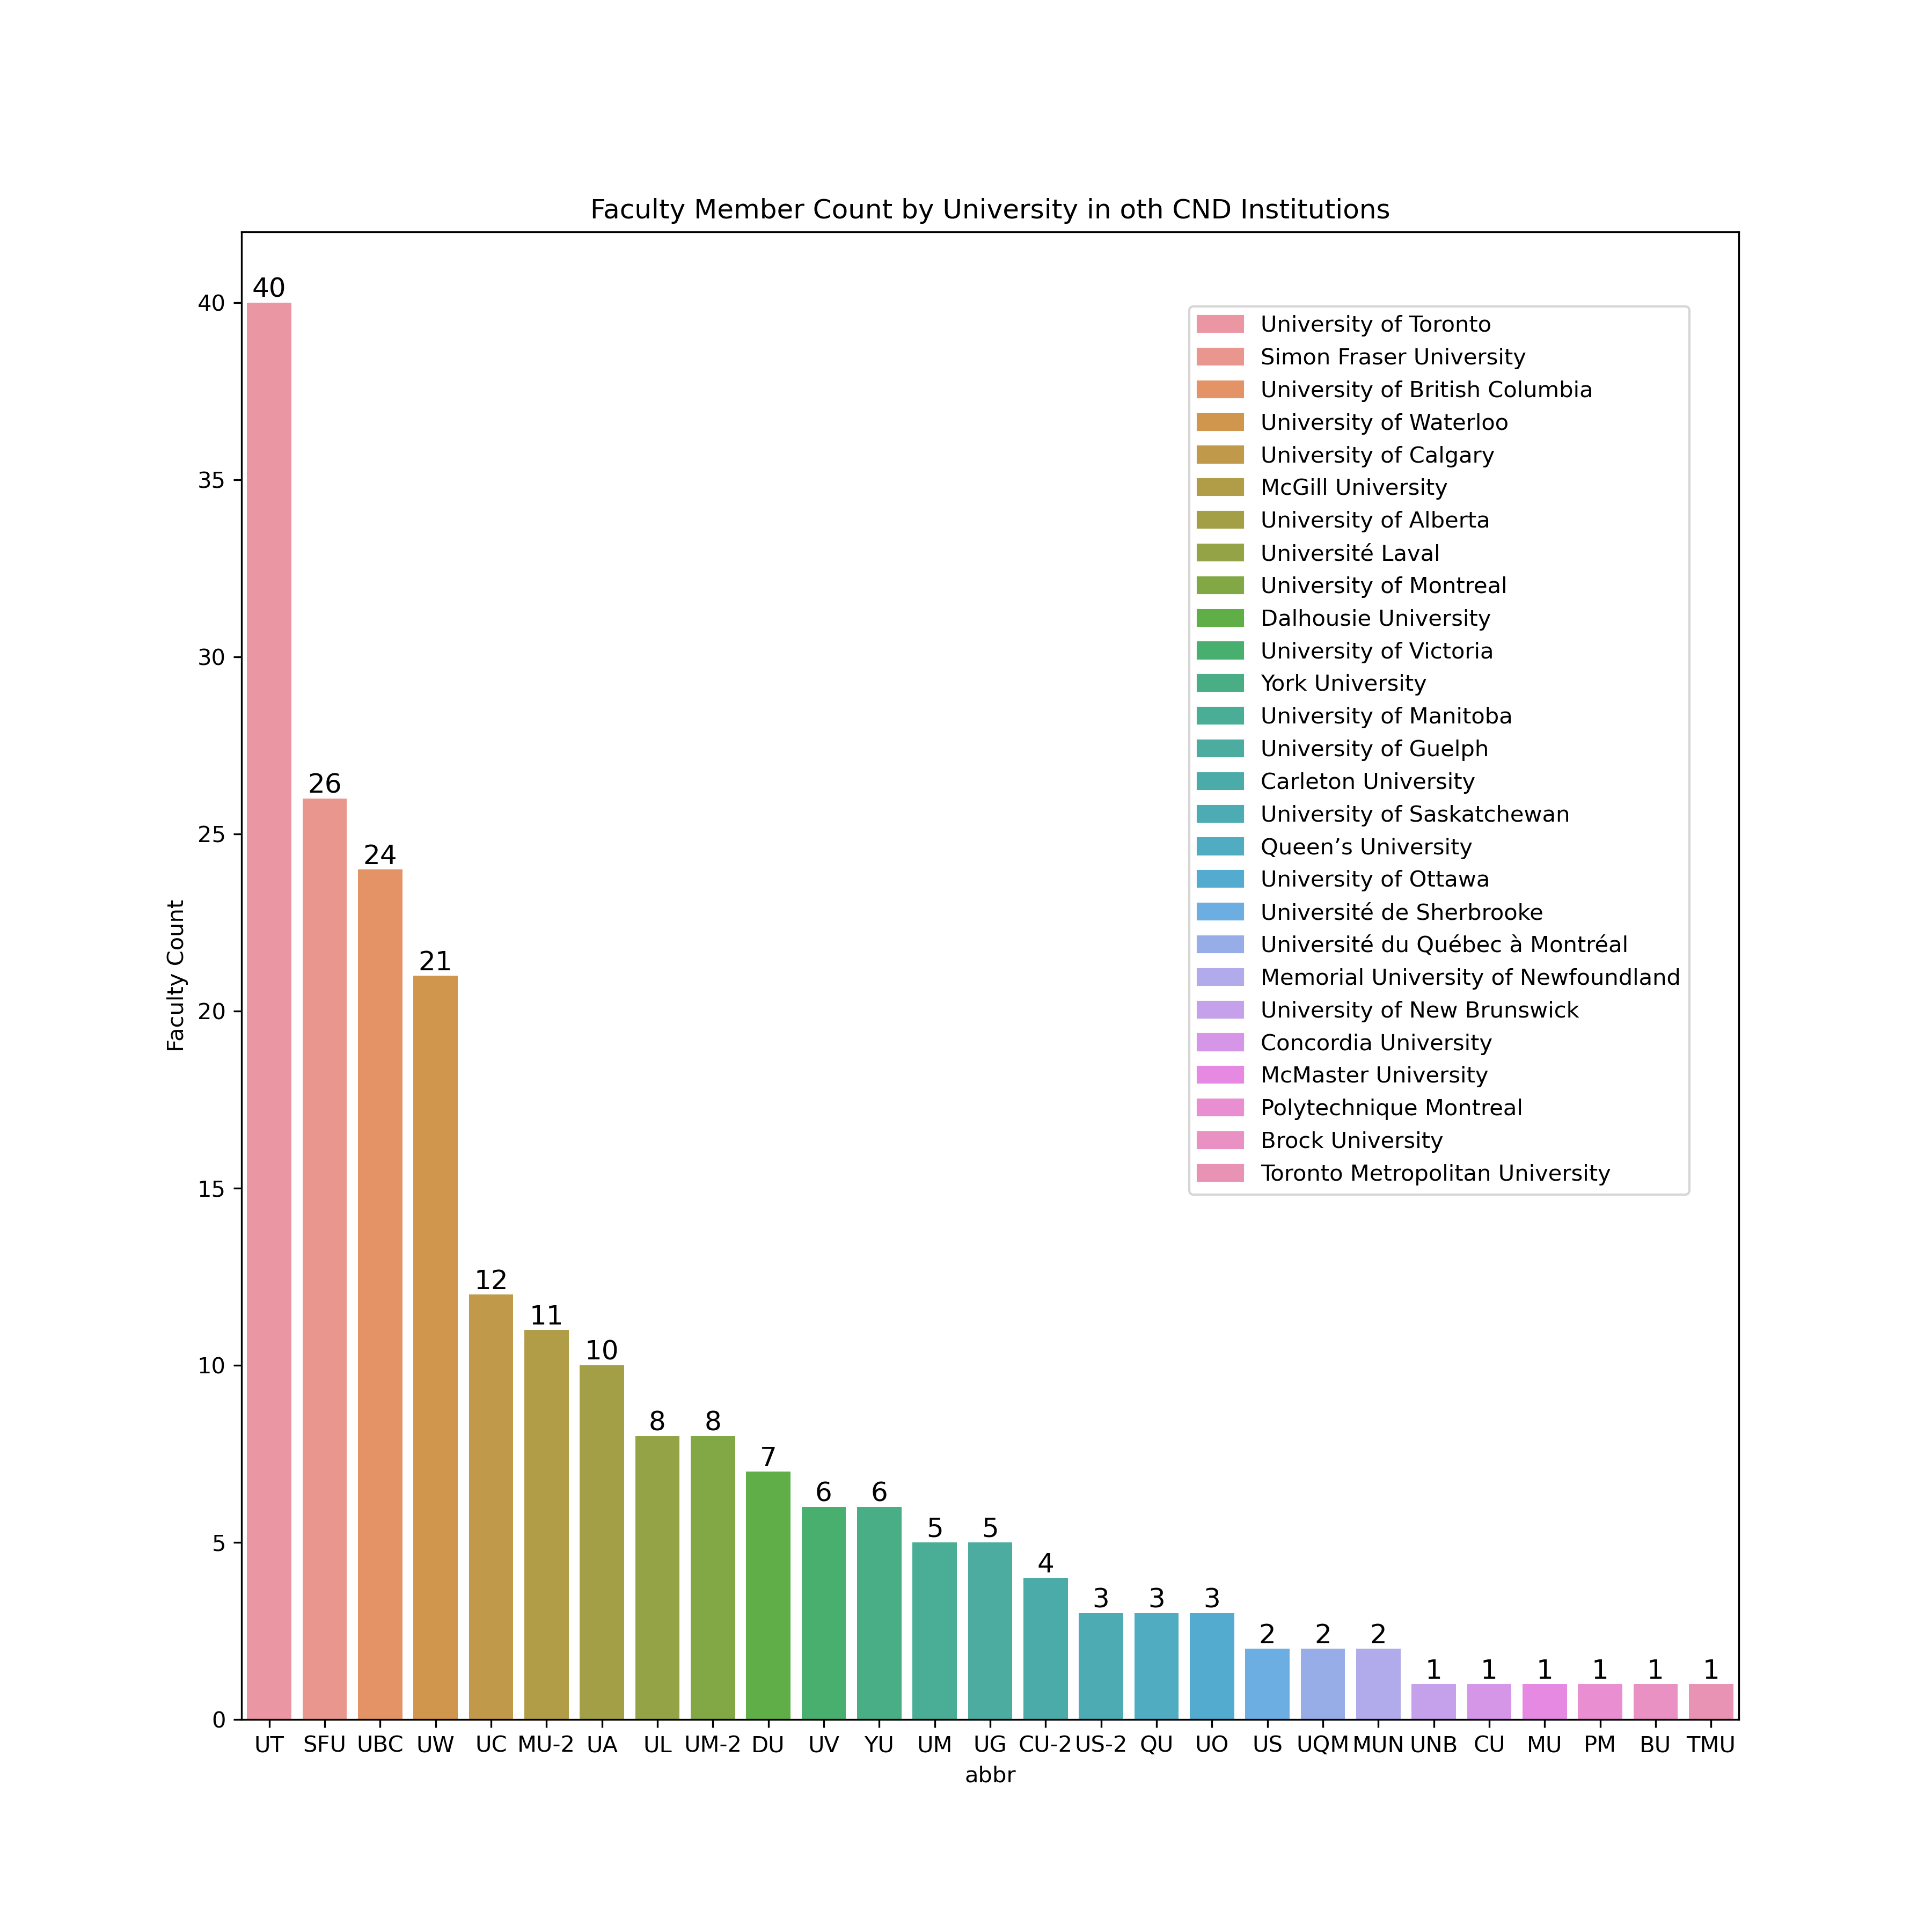 Faculty Member Count by University in oth CND Institutions
40
35
30
25
20
15
10
5
0
Faculty Count
40
26
24
21
12
11
10
8
8
7
6
6
5
5
4
3
3
3
2
2
2
1
1
1
1
1
1
University of Toronto
Simon Fraser University
University of British Columbia
University of Waterloo
University of Calgary
McGill University
University of Alberta
Université Laval
University of Montreal
Dalhousie University
University of Victoria
York University
University of Manitoba
University of Guelph
Carleton University
University of Saskatchewan
Queen’s University
University of Ottawa
Université de Sherbrooke
Université du Québec à Montréal
Memorial University of Newfoundland
University of New Brunswick
Concordia University
McMaster University
Polytechnique Montreal
Brock University
Toronto Metropolitan University
UT SFU UBC UW UC MU-2 UA UL UM-2 DU UV YU UM UG CU-2 US-2 QU UO US UQM MUN UNB CU MU PM BU TMU
abbr